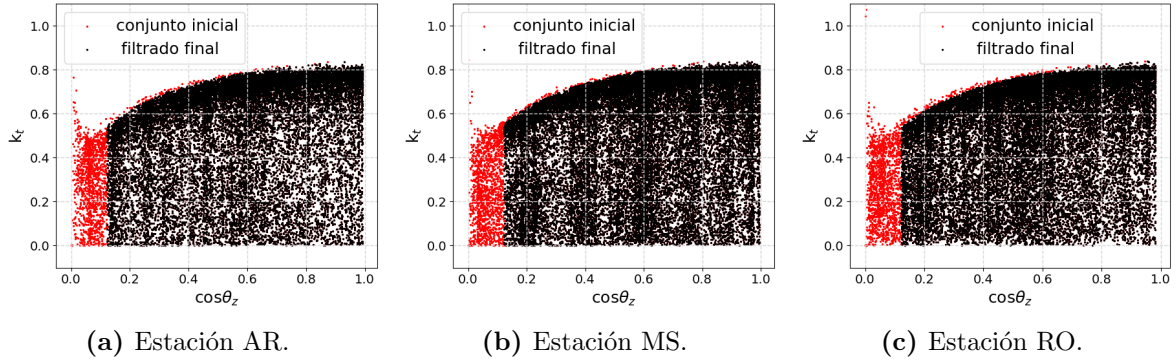 conjunto inicial
filtrado final
1.0
0.8
0.6
0.4
0.2
0.0
k_t
0.0 0.2 0.4 0.6 0.8 1.0
cosθ_z
(a) Estación AR.
conjunto inicial
filtrado final
1.0
0.8
0.6
0.4
0.2
0.0
k_t
0.0 0.2 0.4 0.6 0.8 1.0
cosθ_z
(b) Estación MS.
conjunto inicial
filtrado final
1.0
0.8
0.6
0.4
0.2
0.0
k_t
0.0 0.2 0.4 0.6 0.8 1.0
cosθ_z
(c) Estación RO.